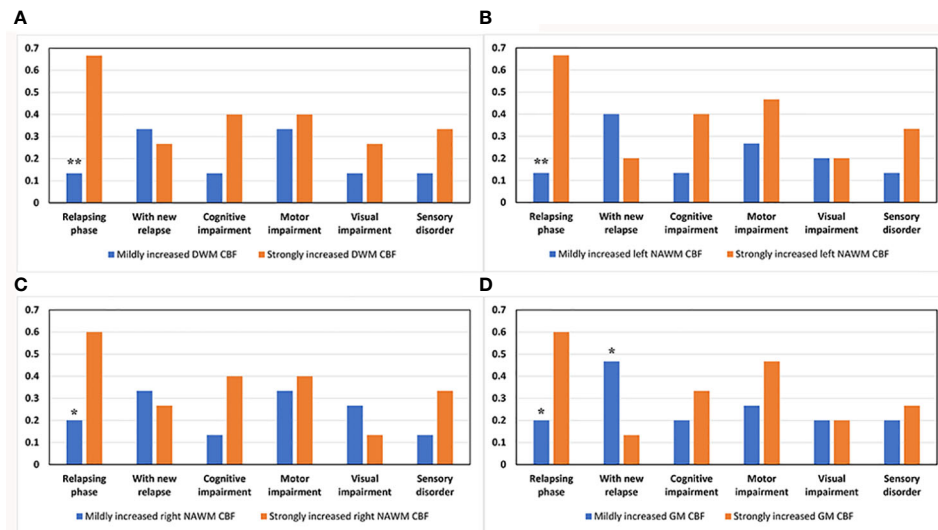 A
0.7
0.6
0.5
0.4
0.3
0.2
0.1
0
**
Relapsing phase
With new relapse
Cognitive impairment
Motor impairment
Visual impairment
Sensory disorder
Mildly increased DWM CBF
Strongly increased DWM CBF
B
0.7
0.6
0.5
0.4
0.3
0.2
0.1
0
**
Relapsing phase
With new relapse
Cognitive impairment
Motor impairment
Visual impairment
Sensory disorder
Mildly increased left NAWM CBF
Strongly increased left NAWM CBF
C
0.7
0.6
0.5
0.4
0.3
0.2
0.1
0
*
Relapsing phase
With new relapse
Cognitive impairment
Motor impairment
Visual impairment
Sensory disorder
Mildly increased right NAWM CBF
Strongly increased right NAWM CBF
D
0.7
0.6
0.5
0.4
0.3
0.2
0.1
0
*
*
Relapsing phase
With new relapse
Cognitive impairment
Motor impairment
Visual impairment
Sensory disorder
Mildly increased GM CBF
Strongly increased GM CBF